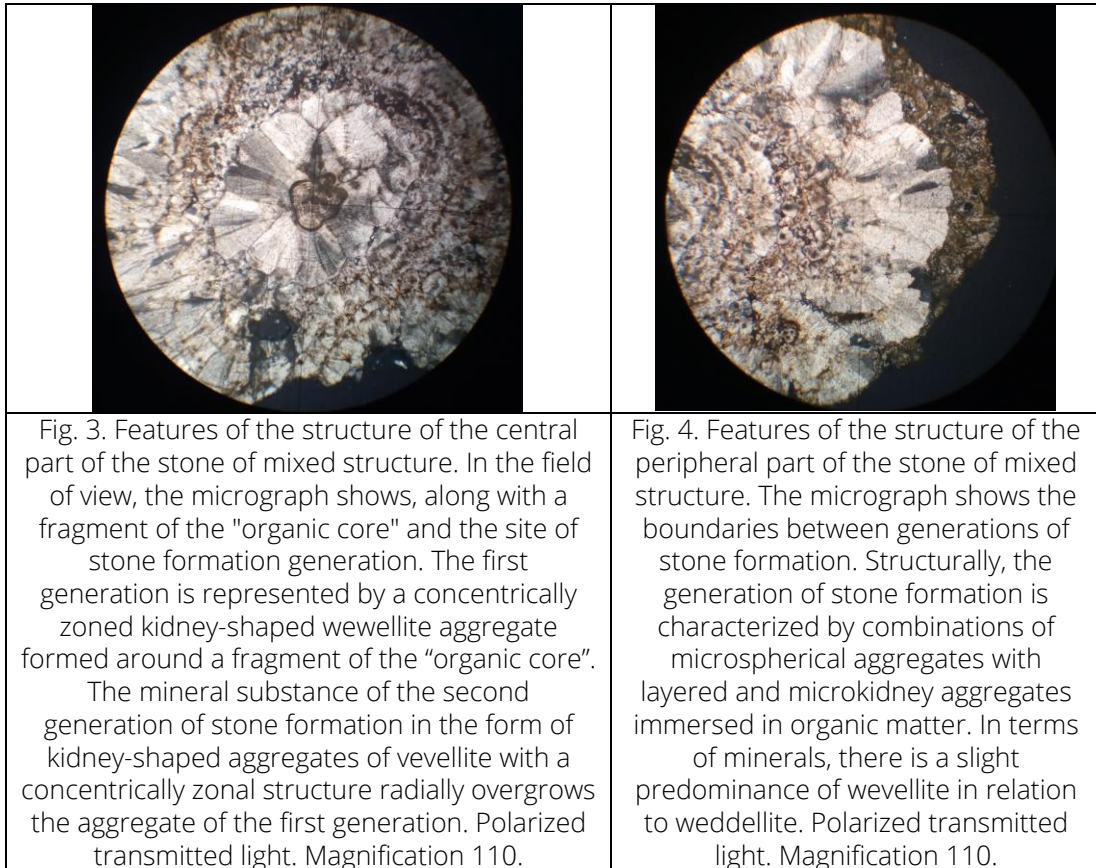 Fig. 3. Features of the structure of the central
part of the stone of mixed structure. In the field
of view, the micrograph shows, along with a
fragment of the "organic core" and the site of
stone formation generation. The first
generation is represented by a concentrically
zoned kidney-shaped wewellite aggregate
formed around a fragment of the “organic core”.
The mineral substance of the second
generation of stone formation in the form of
kidney-shaped aggregates of vevellite with a
concentrically zonal structure radially overgrows
the aggregate of the first generation. Polarized
transmitted light. Magnification 110.
Fig. 4. Features of the structure of the
peripheral part of the stone of mixed
structure. The micrograph shows the
boundaries between generations of
stone formation. Structurally, the
generation of stone formation is
characterized by combinations of
microspherical aggregates with
layered and microkidney aggregates
immersed in organic matter. In terms
of minerals, there is a slight
predominance of wevellite in relation
to weddellite. Polarized transmitted
light. Magnification 110.